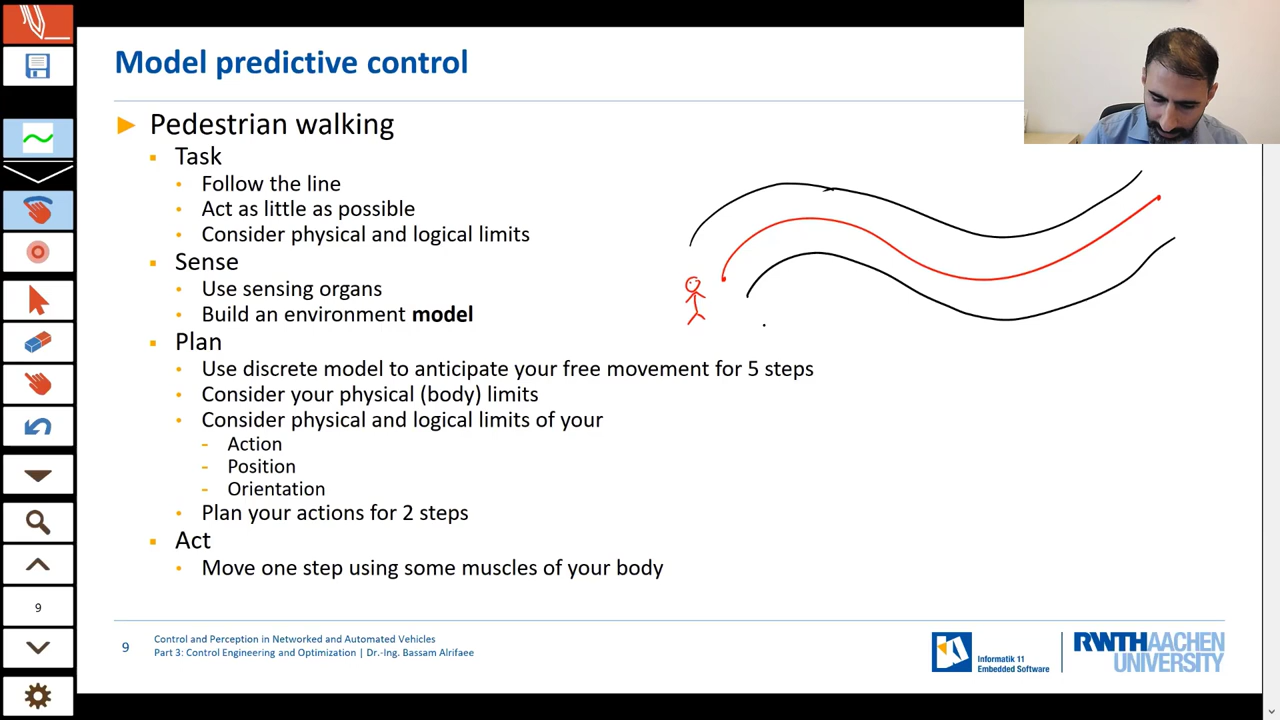 Model predictive control
Pedestrian walking
Task
Follow the line
Act as little as possible
Consider physical and logical limits
Sense
Use sensing organs
Build an environment model
Plan
Use discrete model to anticipate your free movement for 5 steps
Consider your physical (body) limits
Consider physical and logical limits of your
- Action
- Position
- Orientation
Plan your actions for 2 steps
Act
Move one step using some muscles of your body
9
9
Control and Perception in Networked and Automated Vehicles
Part 3: Control Engineering and Optimization | Dr.-Ing. Bassam Alrifaee
Informatik 11
Embedded Software
RWTHAACHEN
UNIVERSITY